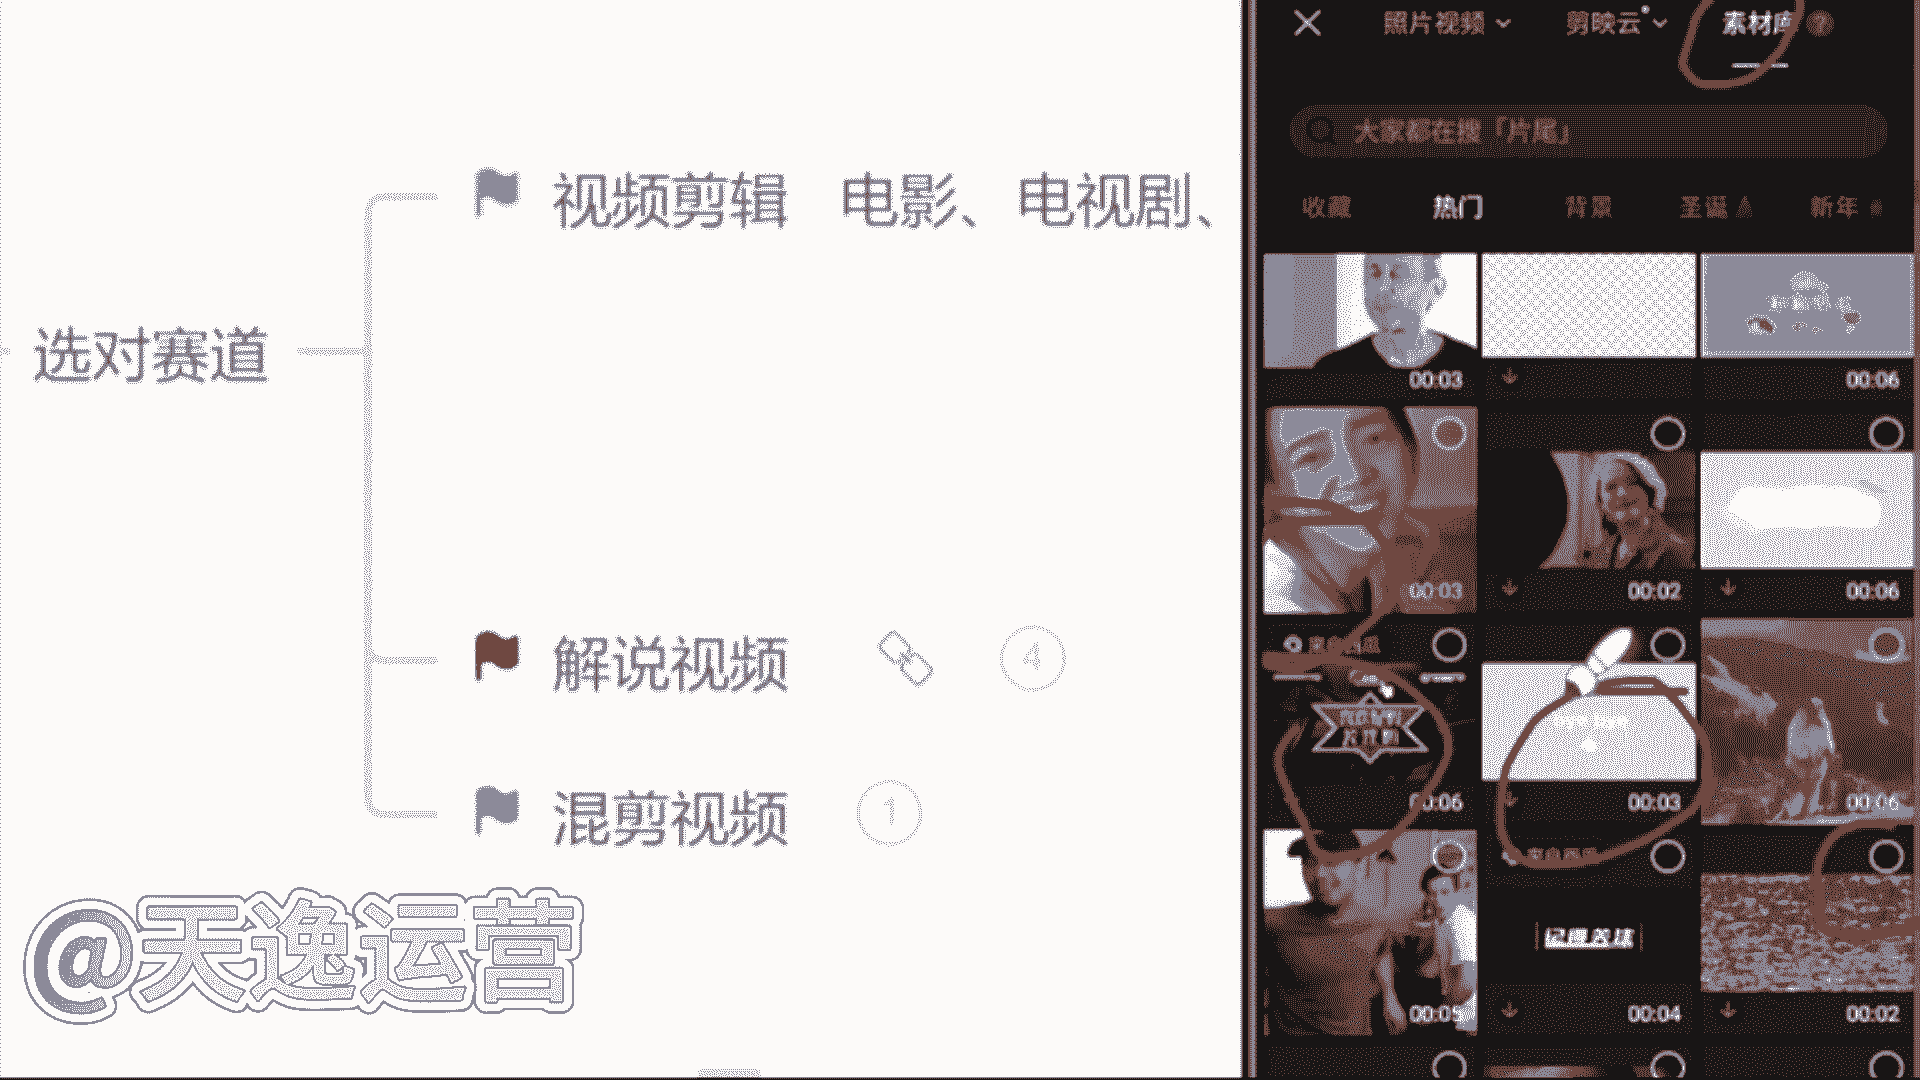 选对赛道
视频剪辑 电影、电视剧、
解说视频
4
混剪视频
1
@天逸运营
照片视频
剪映云
素材库
?
大家都在搜「片尾」
收藏
热门
背景
圣诞
新年
00:03
00:06
00:03
00:02
00:06
00:06
00:03
00:06
00:05
记得关注
00:04
00:02